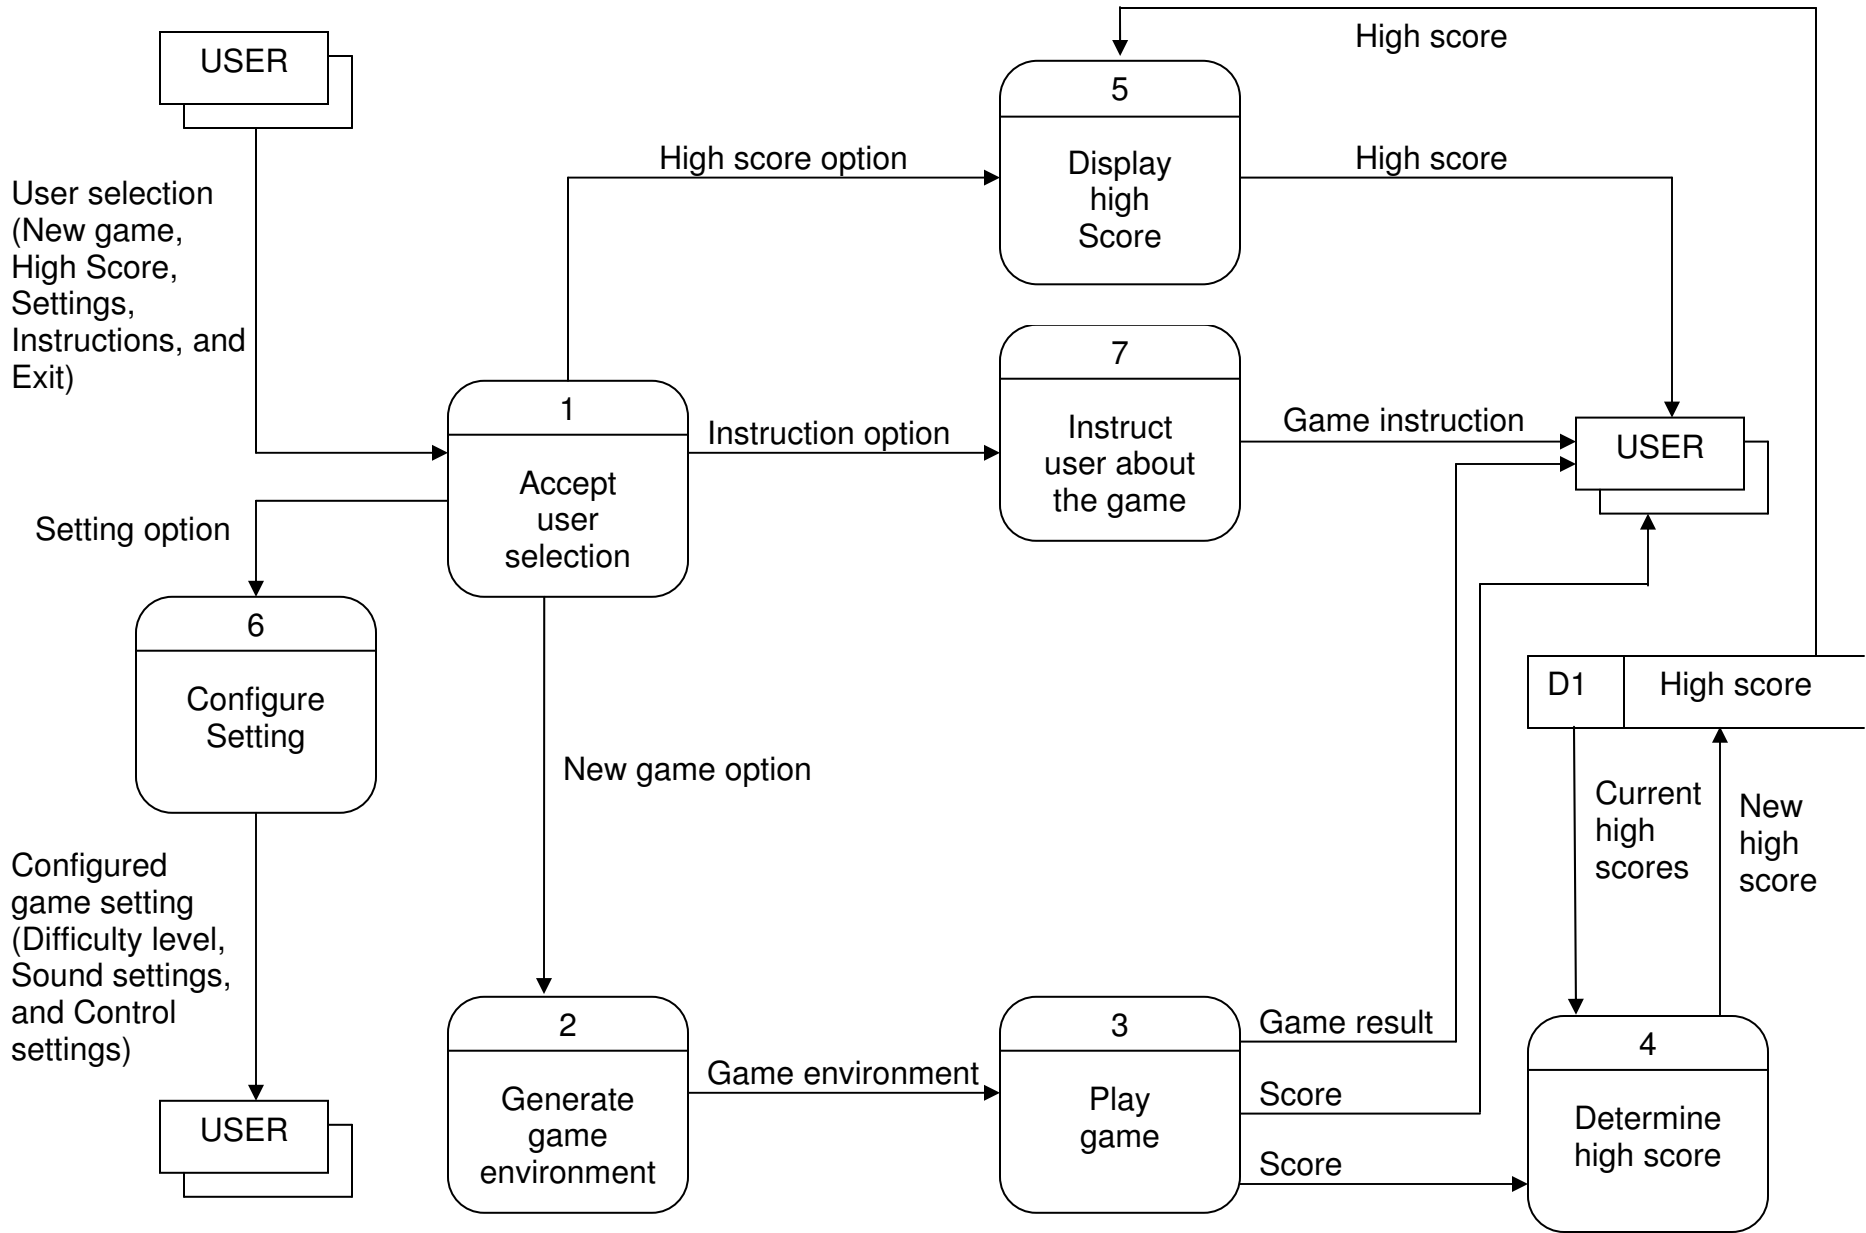 USER
High score
5
Display
high
Score
High score option
High score
User selection
(New game,
High Score,
Settings,
Instructions, and
Exit)
7
Instruct
user about
the game
1
Accept
user
selection
Instruction option
Game instruction
USER
Setting option
6
Configure
Setting
D1
High score
New game option
Current
high
scores
New
high
score
Configured
game setting
(Difficulty level,
Sound settings,
and Control
settings)
2
Generate
game
environment
Game environment
3
Play
game
Game result
Score
Score
4
Determine
high score
USER